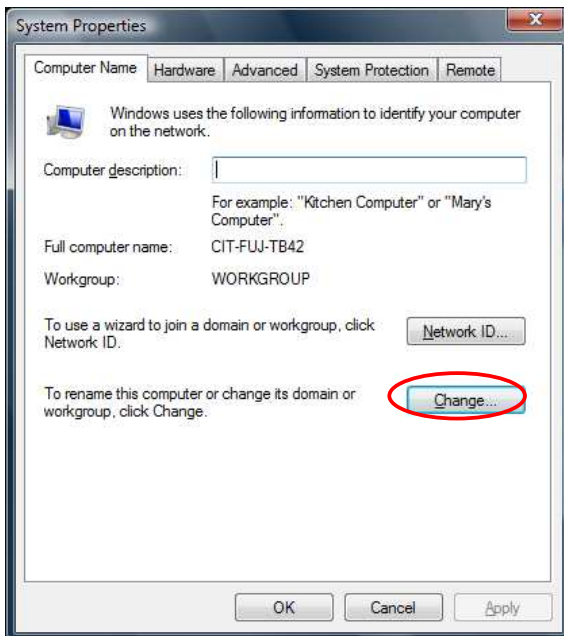 System Properties
Computer Name Hardware Advanced System Protection Remote
Windows uses the following information to identify your computer
on the network.
Computer description:
For example: "Kitchen Computer" or "Mary's
Computer".
Full computer name: CIT-FUJ-TB42
Workgroup: WORKGROUP
To use a wizard to join a domain or workgroup, click
Network ID.
Network ID...
To rename this computer or change its domain or
workgroup, click Change.
Change...
OK Cancel Apply